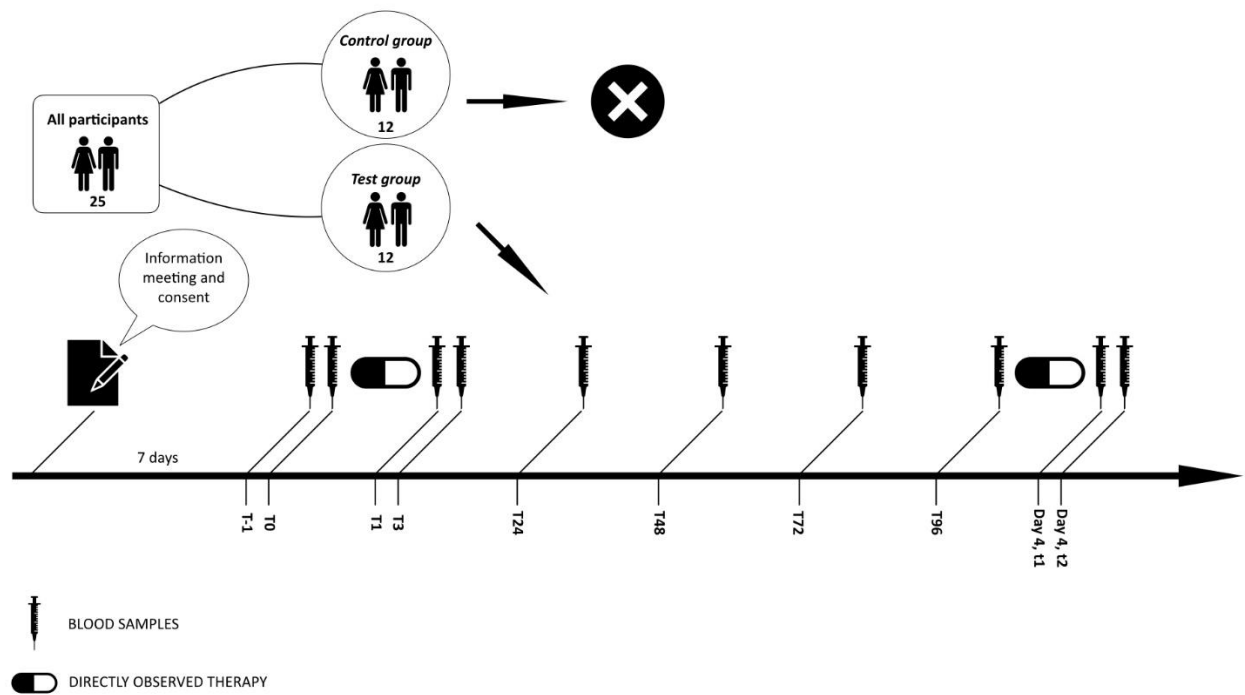 Control group
12
All participants
25
Test group
12
Information
meeting and
consent
7 days
T-1
T0
T1
T3
T24
T48
T72
T96
Day 4, t1
Day 4, t2
BLOOD SAMPLES
DIRECTLY OBSERVED THERAPY